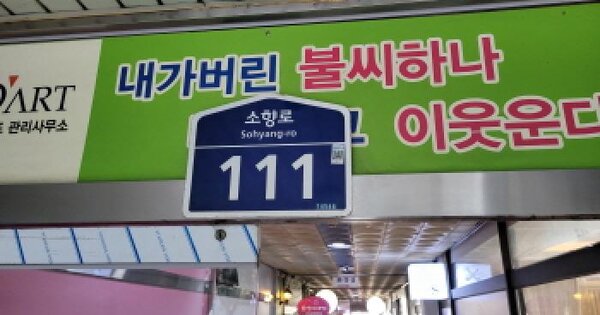 내가버린 불씨하나
D'ART
관리사무소
고 이웃운다
소향로
Sohyang-ro
111